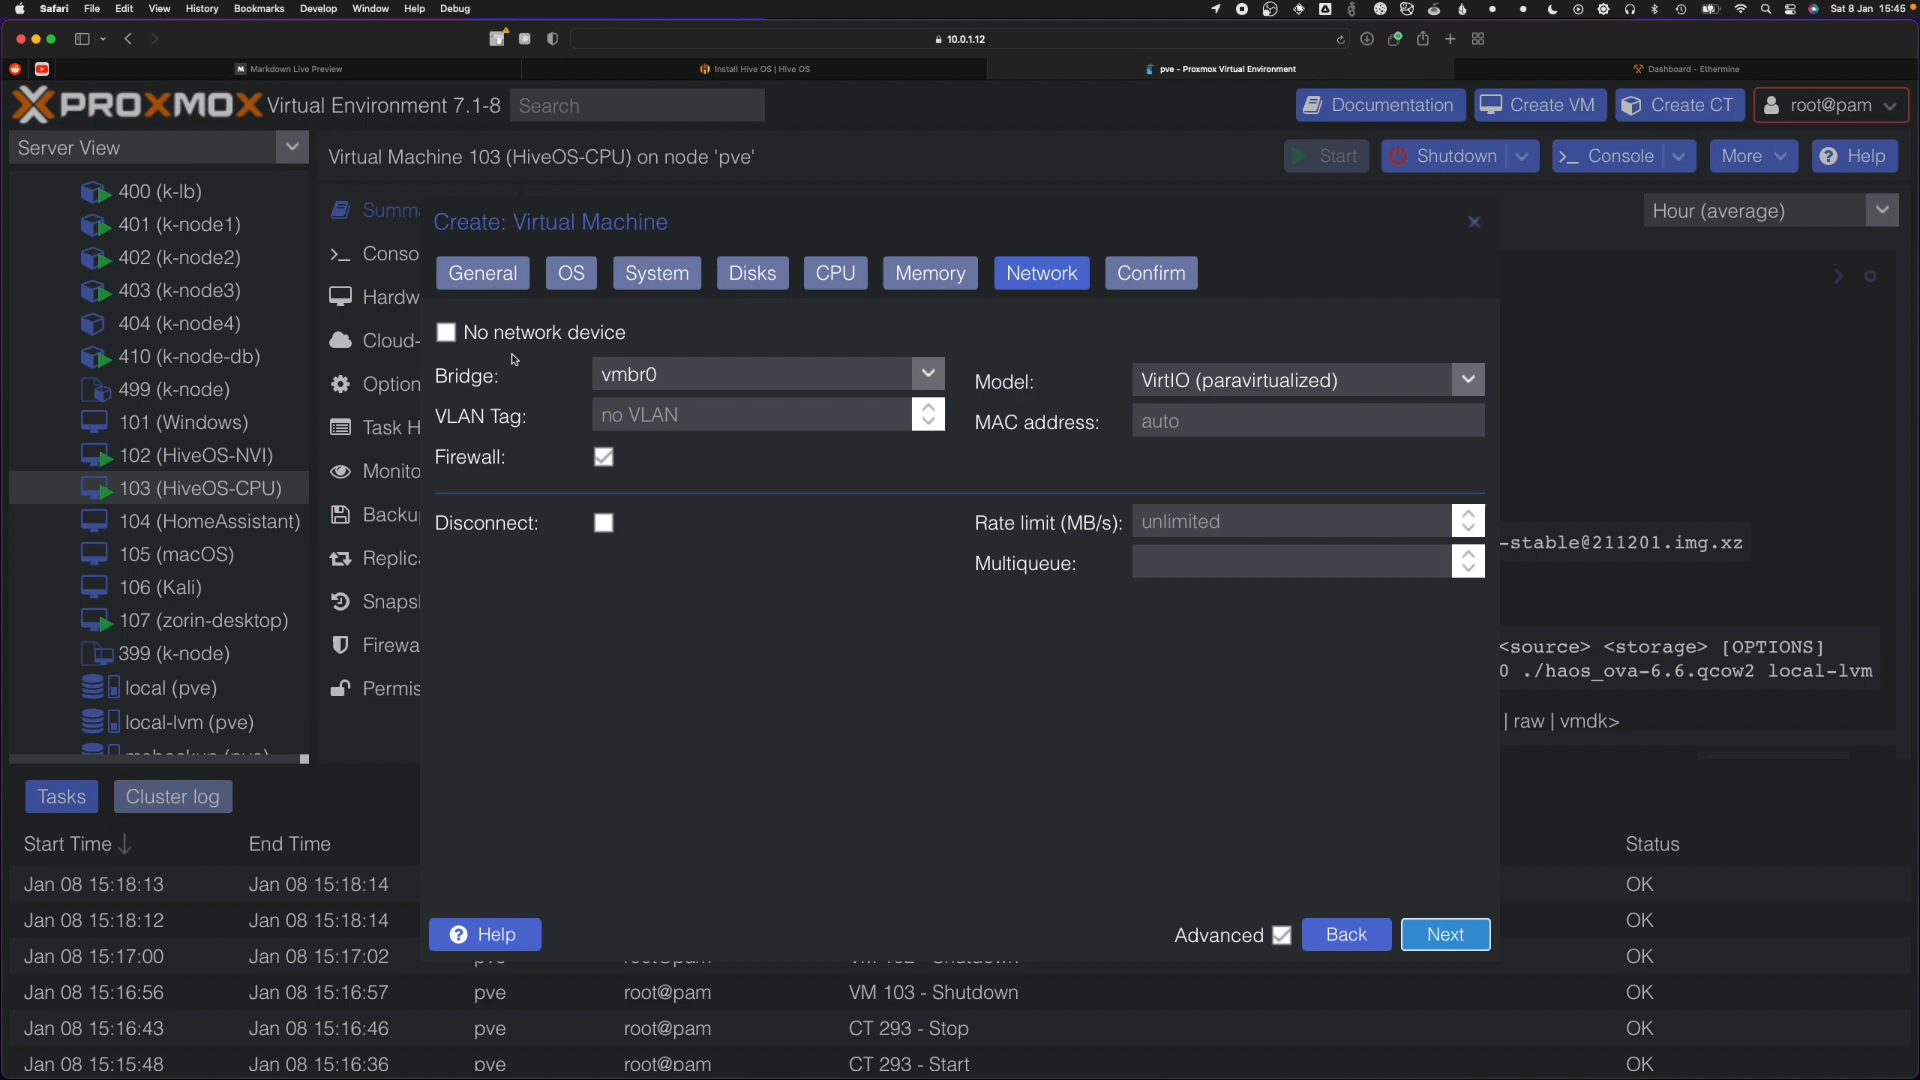 Safari File Edit View History Bookmarks Develop Window Help Debug
Sat 8 Jan 15:45
10.0.1.12
Markdown Live Preview
Install Hive OS | Hive OS
pve - Proxmox Virtual Environment
Dashboard - Ethermine
PROXMOX Virtual Environment 7.1-8 Search
Documentation
Create VM
Create CT
root@pam
Server View
Virtual Machine 103 (HiveOS-CPU) on node 'pve'
Start
Shutdown
Console
More
Help
400 (k-lb)
401 (k-node1)
402 (k-node2)
403 (k-node3)
404 (k-node4)
410 (k-node-db)
499 (k-node)
101 (Windows)
102 (HiveOS-NVI)
103 (HiveOS-CPU)
104 (HomeAssistant)
105 (macOS)
106 (Kali)
107 (zorin-desktop)
399 (k-node)
local (pve)
local-lvm (pve)
Summa
Conso
Hardw
Cloud-
Option
Task H
Monito
Backu
Replica
Snaps
Firewa
Permis
Hour (average)
Create: Virtual Machine
General
OS
System
Disks
CPU
Memory
Network
Confirm
No network device
Bridge: vmbr0
Model: VirtIO (paravirtualized)
VLAN Tag: no VLAN
MAC address: auto
Firewall:
Disconnect:
Rate limit (MB/s): unlimited
Multiqueue:
-stable@211201.img.xz
<source> <storage> [OPTIONS]
0 ./haos_ova-6.6.qcow2 local-lvm
| raw | vmdk>
Help
Advanced
Back
Next
Tasks
Cluster log
Start Time End Time Status
Jan 08 15:18:13 Jan 08 15:18:14 OK
Jan 08 15:18:12 Jan 08 15:18:14 OK
Jan 08 15:17:00 Jan 08 15:17:02 OK
Jan 08 15:16:56 Jan 08 15:16:57 pve root@pam VM 103 - Shutdown OK
Jan 08 15:16:43 Jan 08 15:16:46 pve root@pam CT 293 - Stop OK
Jan 08 15:15:48 Jan 08 15:16:36 pve root@pam CT 293 - Start OK